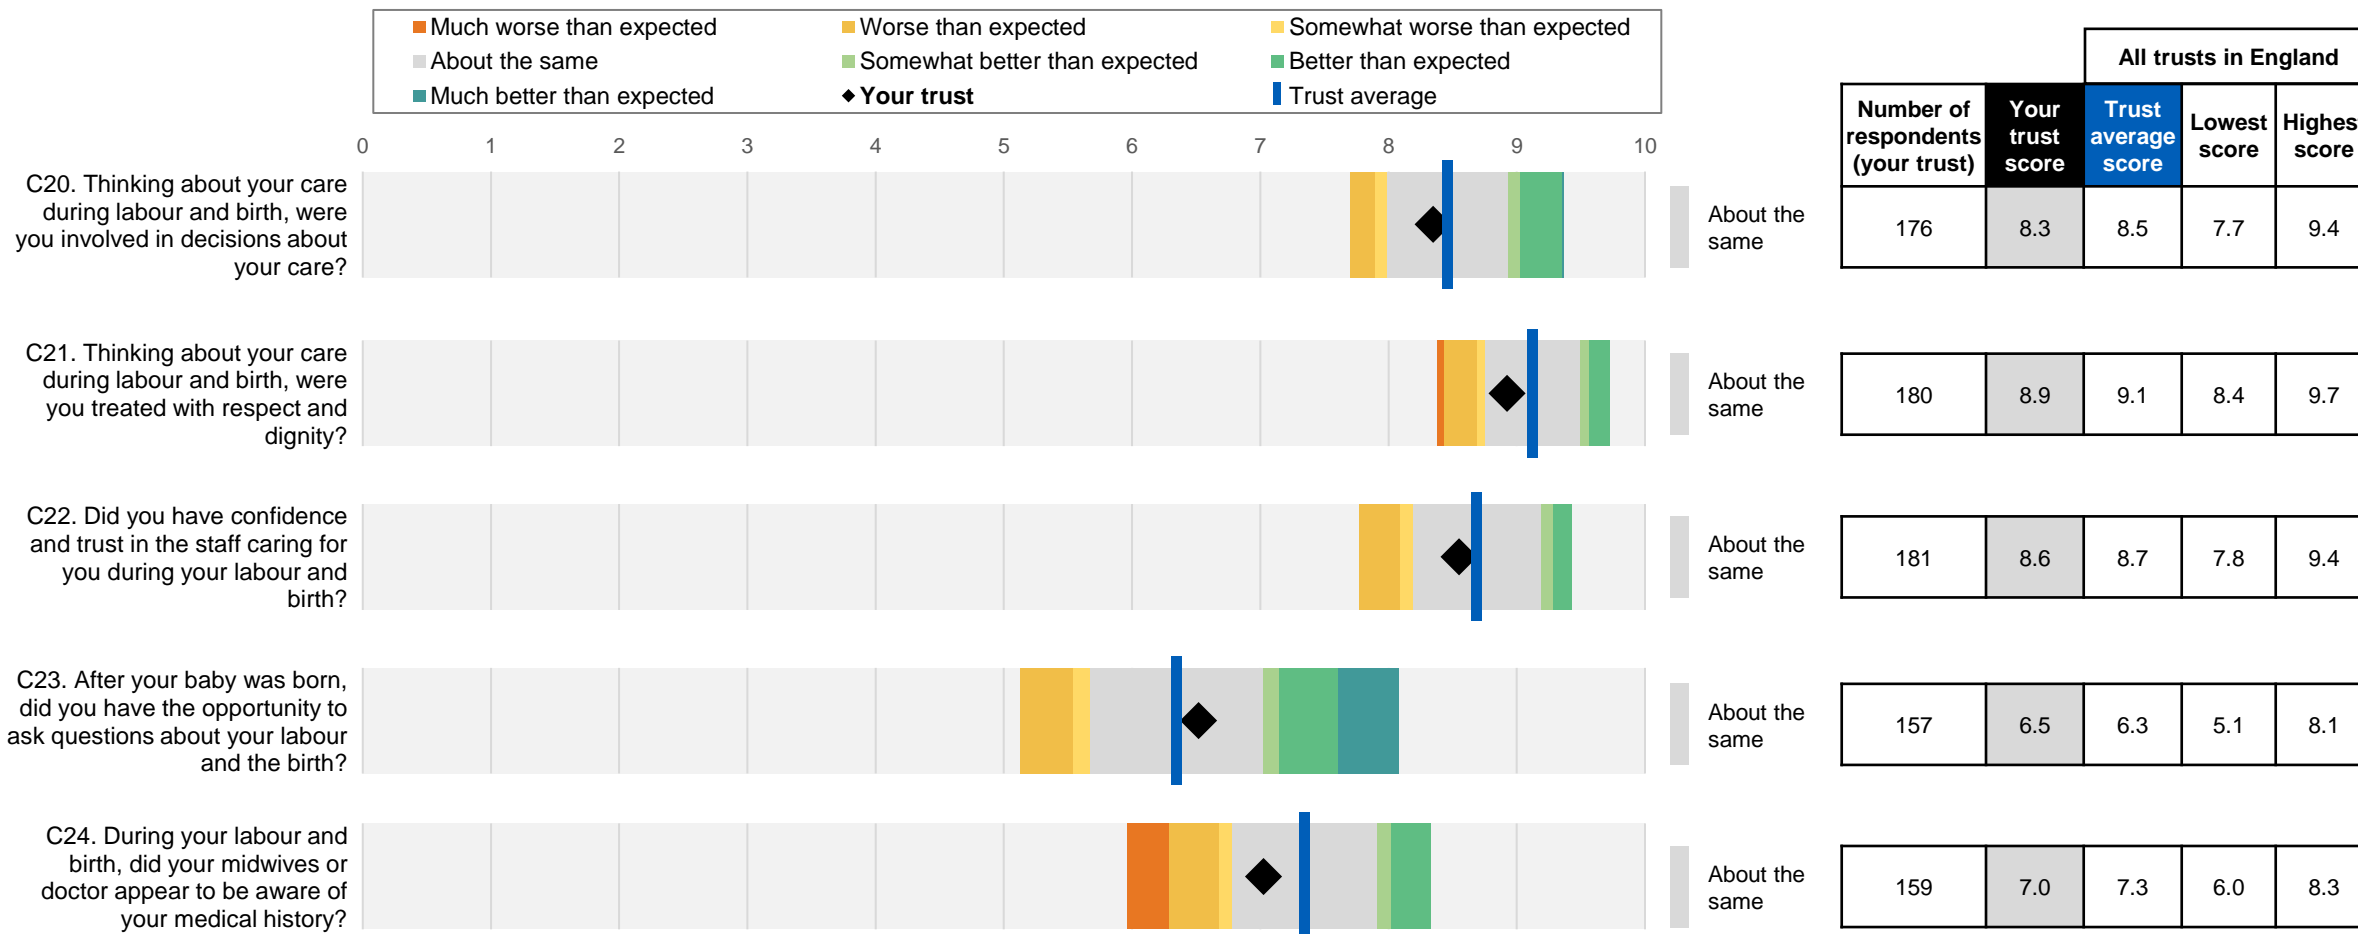 Much worse than expected
Worse than expected
Somewhat worse than expected
About the same
Somewhat better than expected
Better than expected
Much better than expected
Your trust
Trust average
0 1 2 3 4 5 6 7 8 9 10
All trusts in England
Number of
respondents
(your trust)
Your
trust
score
Trust
average
score
Lowest
score
Highes
score
C20. Thinking about your care
during labour and birth, were
you involved in decisions about
your care?
About the
same
176 8.3 8.5 7.7 9.4
C21. Thinking about your care
during labour and birth, were
you treated with respect and
dignity?
About the
same
180 8.9 9.1 8.4 9.7
C22. Did you have confidence
and trust in the staff caring for
you during your labour and
birth?
About the
same
181 8.6 8.7 7.8 9.4
C23. After your baby was born,
did you have the opportunity to
ask questions about your labour
and the birth?
About the
same
157 6.5 6.3 5.1 8.1
C24. During your labour and
birth, did your midwives or
doctor appear to be aware of
your medical history?
About the
same
159 7.0 7.3 6.0 8.3